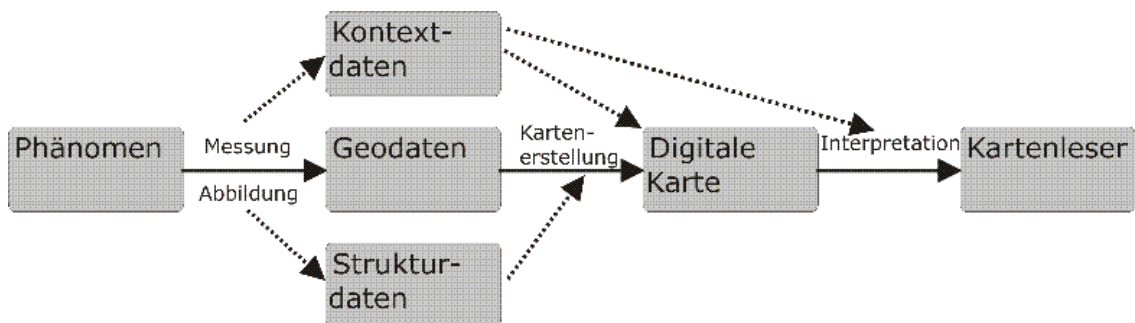 Kontext-
daten
Phänomen
Messung
Abbildung
Geodaten
Karten-
erstellung
Digitale
Karte
Interpretation
Kartenleser
Struktur-
daten